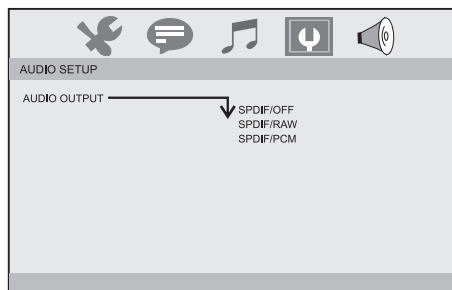 AUDIO SETUP
AUDIO OUTPUT
SPDIF/OFF
SPDIF/RAW
SPDIF/PCM